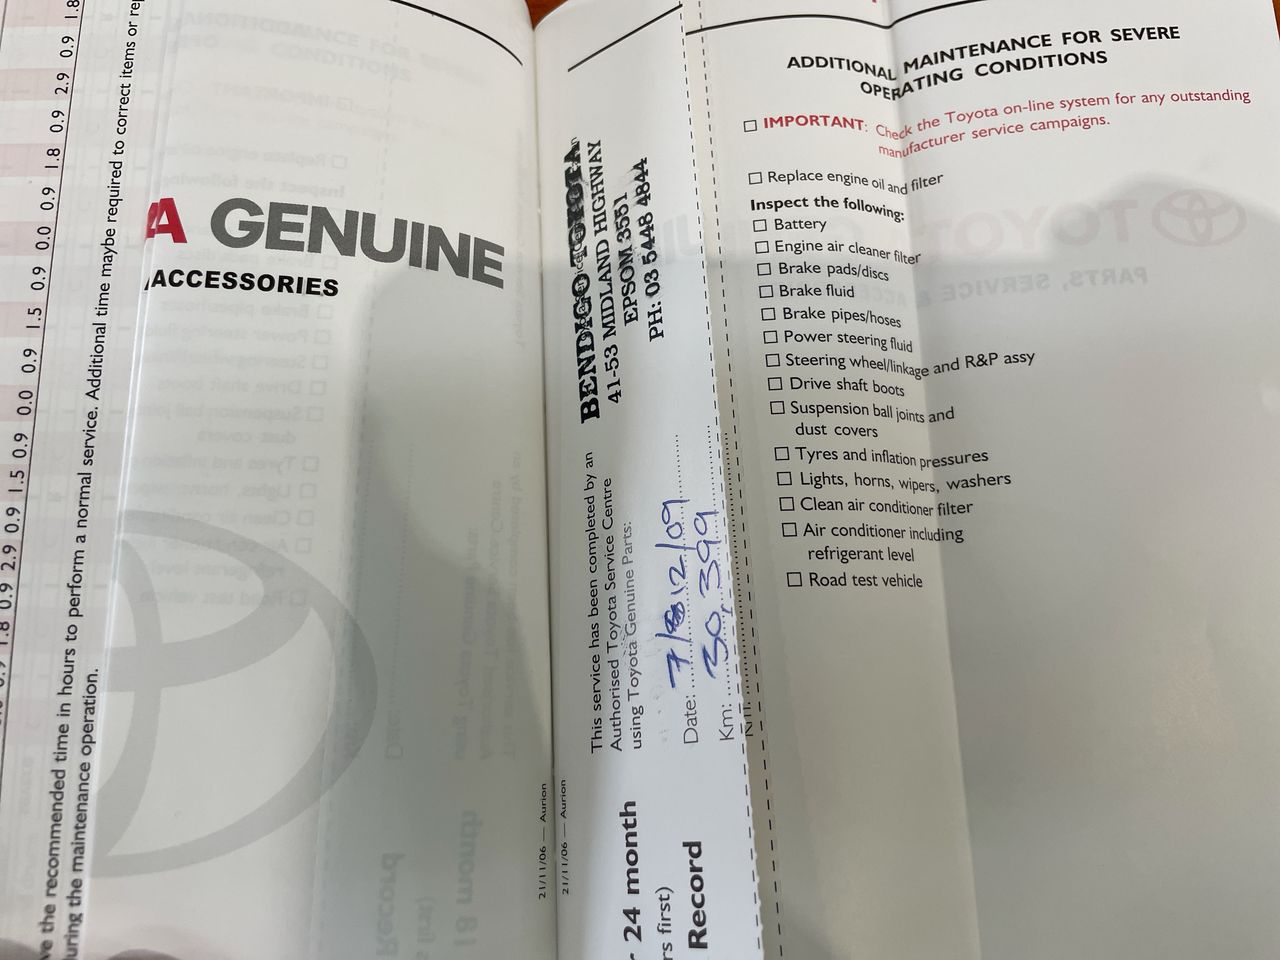 1.8 0.9 2.9 0.9 1.5 0.9 0.0 0.9 1.5 0.9 0.0 0.9 1.8 0.9 2.9 0.9 1.8
ve the recommended time in hours to perform a normal service. Additional time maybe required to correct items or rep
uring the maintenance operation.
A GENUINE
ACCESSORIES
21/11/06 — Aurion
21/11/06 — Aurion
BENDIGO TOYOTA
41-53 MIDLAND HIGHWAY
EPSOM 3551
PH: 03 5448 4844
This service has been completed by an
Authorised Toyota Service Centre
using Toyota Genuine Parts:
Date: 7/12/09
Km: 30,399
Km:
24 month
s first)
Record
ADDITIONAL MAINTENANCE FOR SEVERE
OPERATING CONDITIONS
IMPORTANT: Check the Toyota on-line system for any outstanding
manufacturer service campaigns.
Replace engine oil and filter
Inspect the following:
Battery
Engine air cleaner filter
Brake pads/discs
Brake fluid
Brake pipes/hoses
Power steering fluid
Steering wheel/linkage and R&P assy
Drive shaft boots
Suspension ball joints and
dust covers
Tyres and inflation pressures
Lights, horns, wipers, washers
Clean air conditioner filter
Air conditioner including
refrigerant level
Road test vehicle